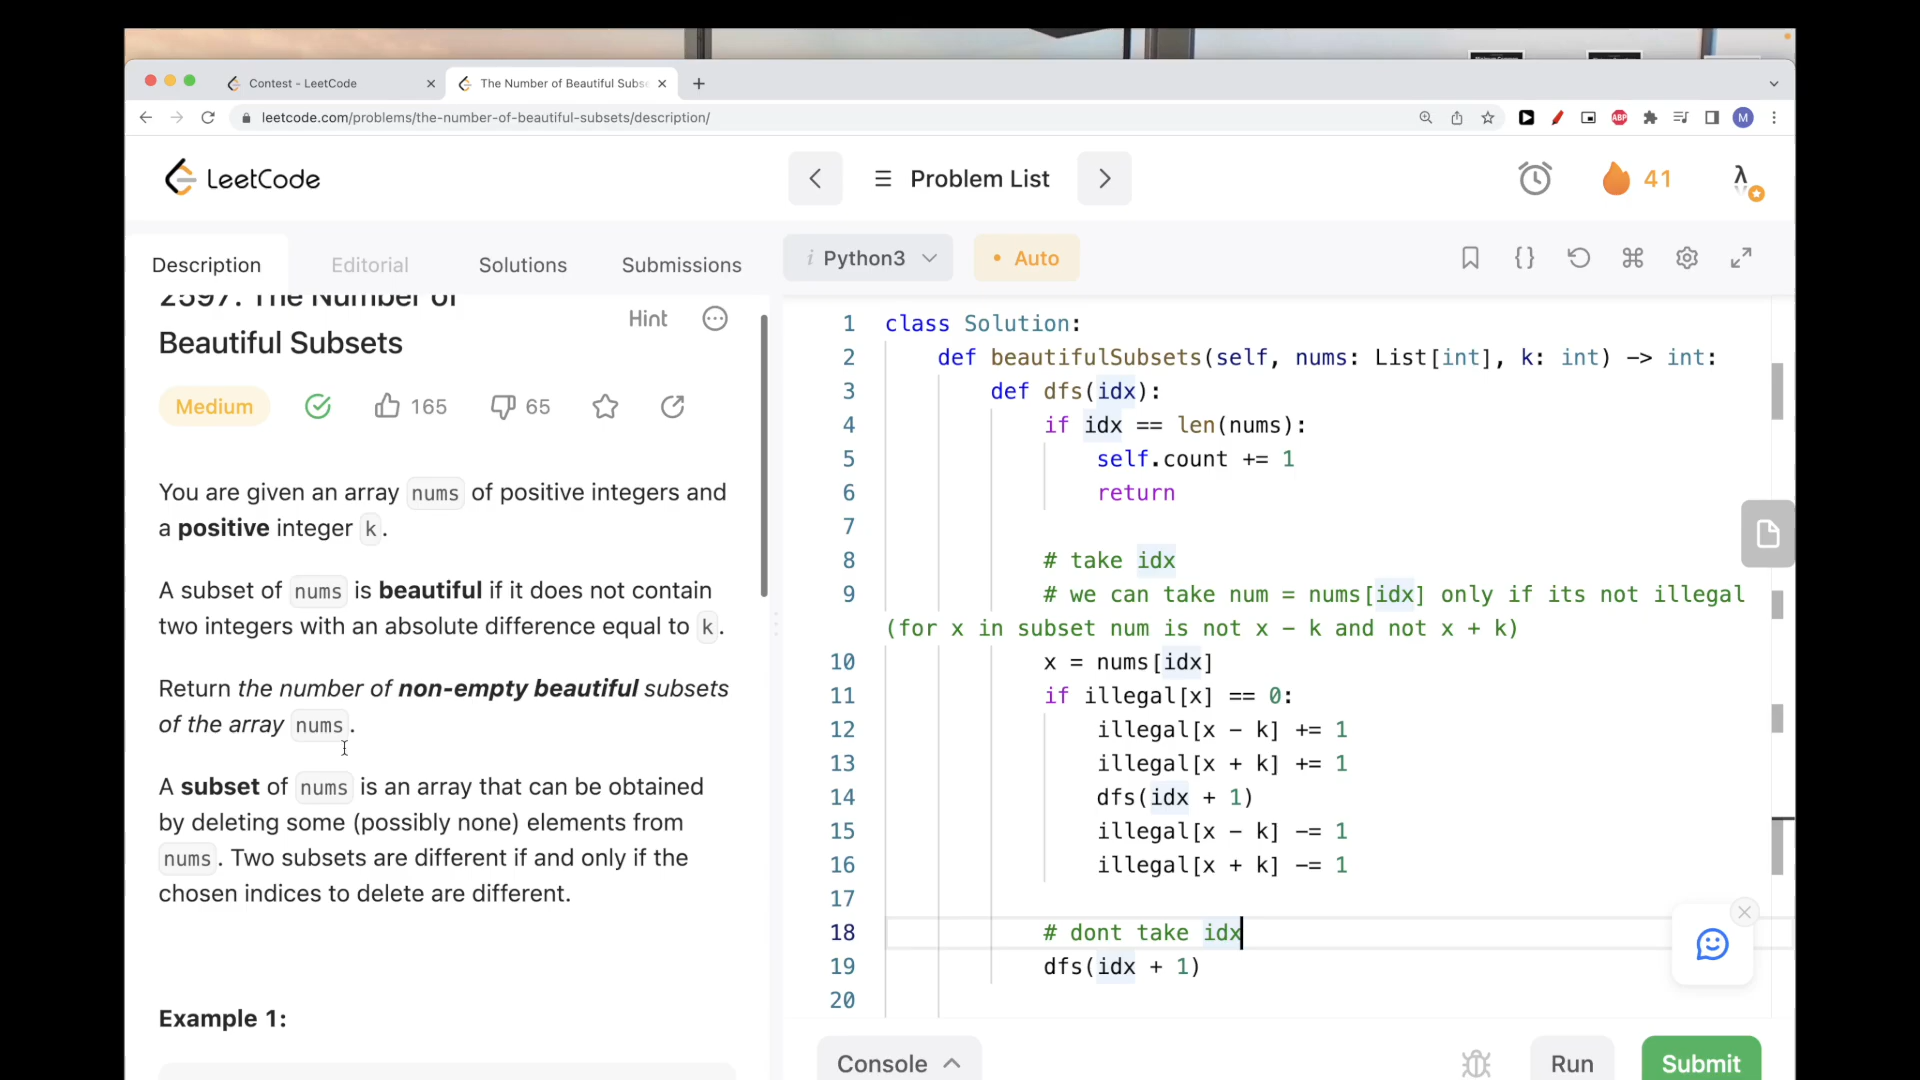 Contest - LeetCode
The Number of Beautiful Subs
leetcode.com/problems/the-number-of-beautiful-subsets/description/
ABP
M
LeetCode
Problem List
41
Description
Editorial
Solutions
Submissions
i Python3
• Auto
2597. The Number of
Beautiful Subsets
Hint
Medium
165
65
You are given an array nums of positive integers and
a positive integer k.
A subset of nums is beautiful if it does not contain
two integers with an absolute difference equal to k.
Return the number of non-empty beautiful subsets
of the array nums.
A subset of nums is an array that can be obtained
by deleting some (possibly none) elements from
nums. Two subsets are different if and only if the
chosen indices to delete are different.
Example 1:
1 class Solution:
2 def beautifulSubsets(self, nums: List[int], k: int) -> int:
3 def dfs(idx):
4 if idx == len(nums):
5 self.count += 1
6 return
7
8 # take idx
9 # we can take num = nums[idx] only if its not illegal
(for x in subset num is not x - k and not x + k)
10 x = nums[idx]
11 if illegal[x] == 0:
12 illegal[x - k] += 1
13 illegal[x + k] += 1
14 dfs(idx + 1)
15 illegal[x - k] -= 1
16 illegal[x + k] -= 1
17
18 # dont take idx
19 dfs(idx + 1)
20
Console
Run
Submit